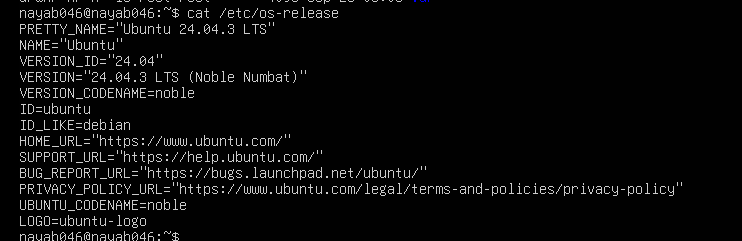 nayab046@nayab046:~$ cat /etc/os-release
PRETTY_NAME="Ubuntu 24.04.3 LTS"
NAME="Ubuntu"
VERSION_ID="24.04"
VERSION="24.04.3 LTS (Noble Numbat)"
VERSION_CODENAME=noble
ID=ubuntu
ID_LIKE=debian
HOME_URL="https://www.ubuntu.com/"
SUPPORT_URL="https://help.ubuntu.com/"
BUG_REPORT_URL="https://bugs.launchpad.net/ubuntu/"
PRIVACY_POLICY_URL="https://www.ubuntu.com/legal/terms-and-policies/privacy-policy"
UBUNTU_CODENAME=noble
LOGO=ubuntu-logo
nayab046@nayab046:~$